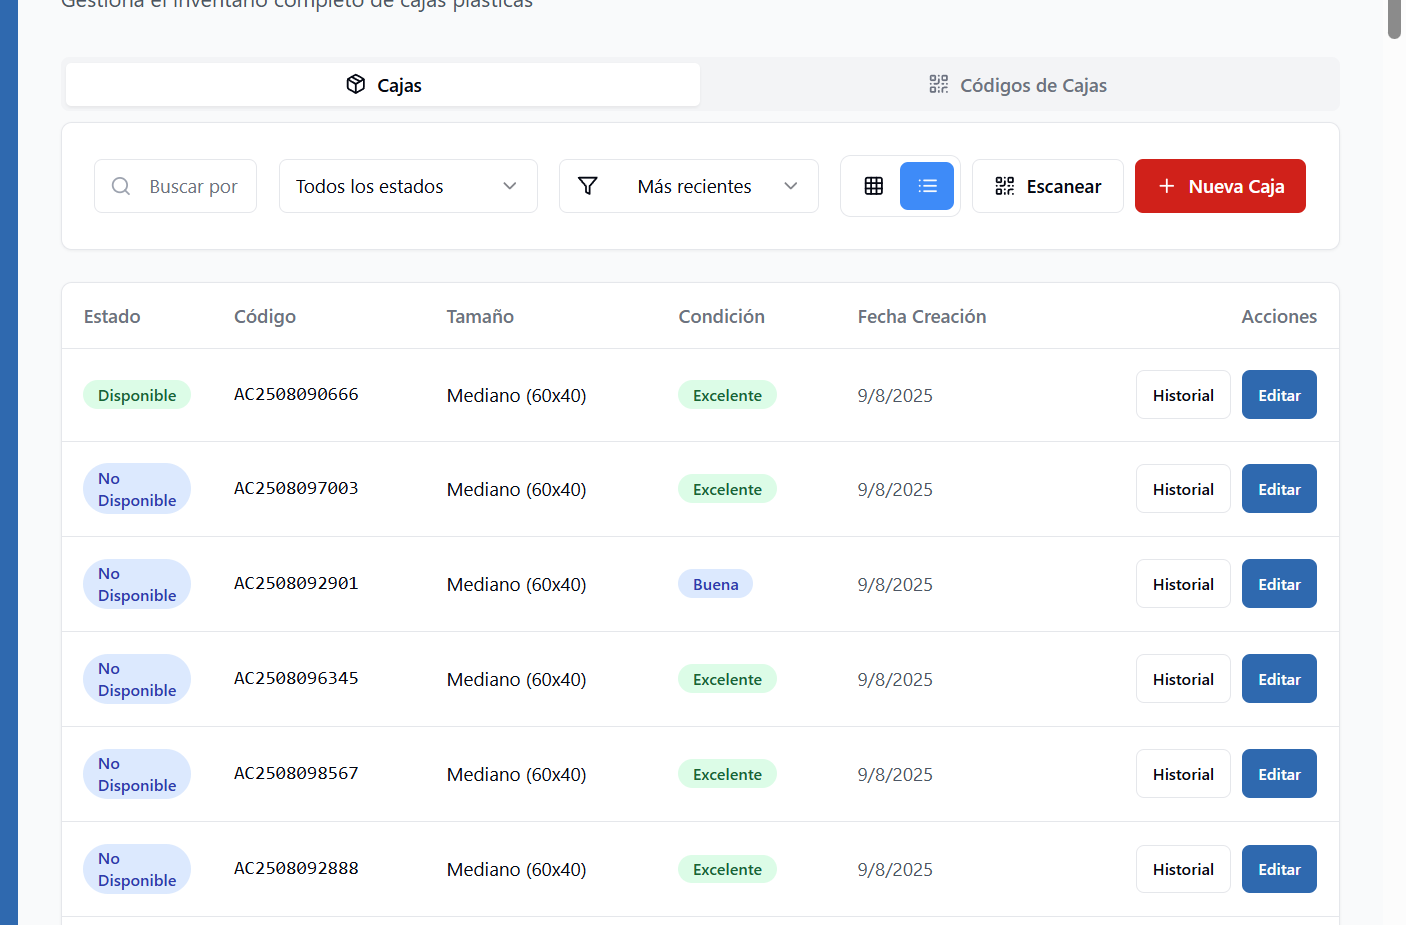 Gestiona el inventario completo de cajas plásticas
Cajas
Códigos de Cajas
Buscar por
Todos los estados
Más recientes
Escanear
Nueva Caja
Estado Código Tamaño Condición Fecha Creación Acciones
Disponible AC2508090666 Mediano (60x40) Excelente 9/8/2025 Historial Editar
No
Disponible AC2508097003 Mediano (60x40) Excelente 9/8/2025 Historial Editar
No
Disponible AC2508092901 Mediano (60x40) Buena 9/8/2025 Historial Editar
No
Disponible AC2508096345 Mediano (60x40) Excelente 9/8/2025 Historial Editar
No
Disponible AC2508098567 Mediano (60x40) Excelente 9/8/2025 Historial Editar
No
Disponible AC2508092888 Mediano (60x40) Excelente 9/8/2025 Historial Editar